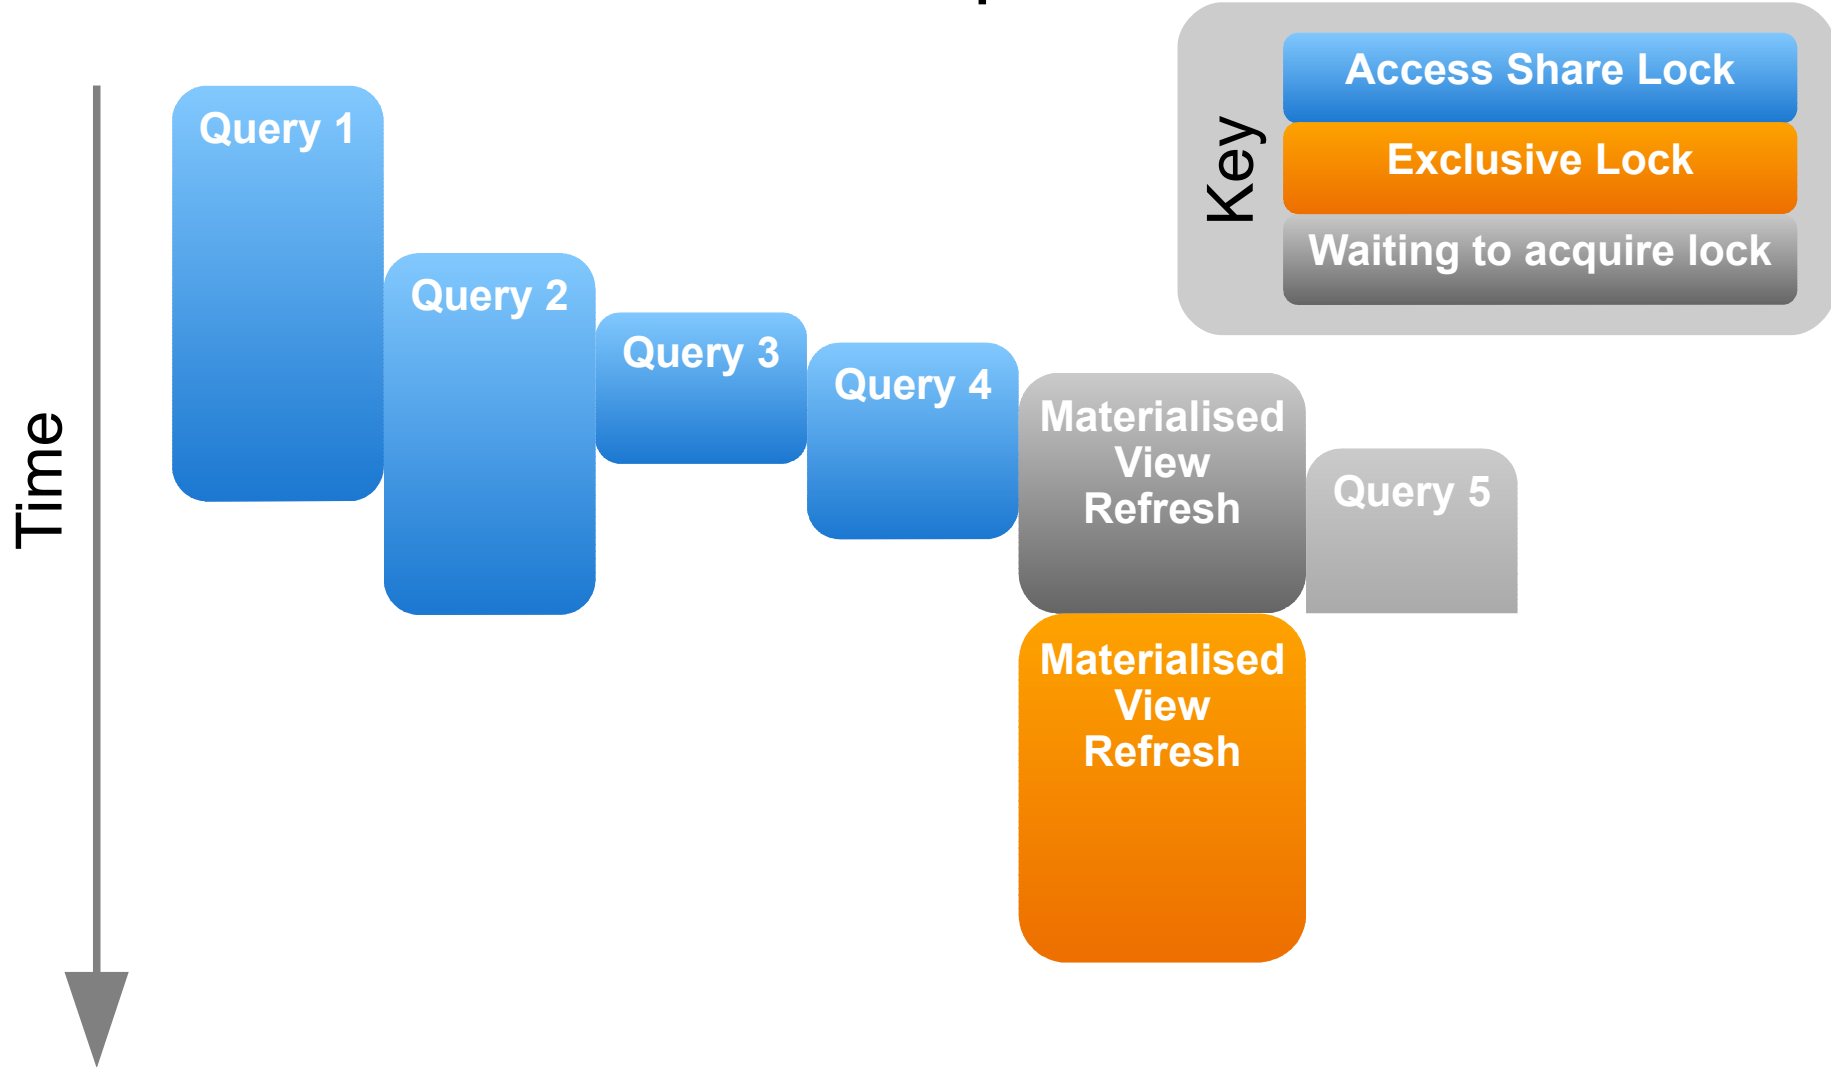 Key
Access Share Lock
Exclusive Lock
Waiting to acquire lock
Time
Query 1
Query 2
Query 3
Query 4
Materialised
View
Refresh
Query 5
Materialised
View
Refresh